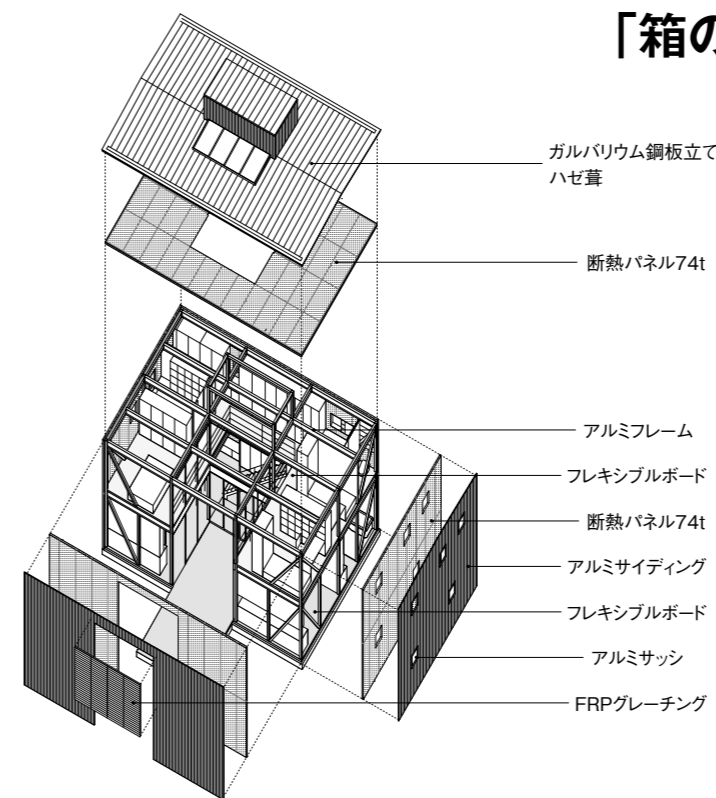 「箱の
ガルバリウム鋼板立て
ハゼ葺
断熱パネル74t
アルミフレーム
フレキシブルボード
断熱パネル74t
アルミサイディング
フレキシブルボード
アルミサッシ
FRPグレーチング